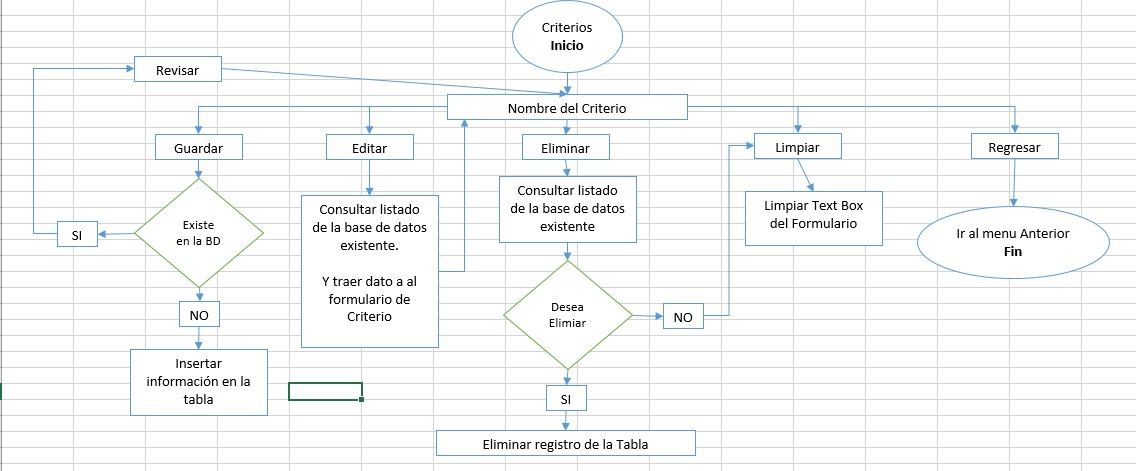 Criterios
Inicio
Revisar
Nombre del Criterio
Guardar
Editar
Eliminar
Limpiar
Regresar
Existe
en la BD
SI
NO
Insertar
información en la
tabla
Consultar listado
de la base de datos
existente.
Y traer dato a al
formulario de
Criterio
Consultar listado
de la base de datos
existente
Desea
Elimiar
NO
SI
Eliminar registro de la Tabla
Limpiar Text Box
del Formulario
Ir al menu Anterior
Fin